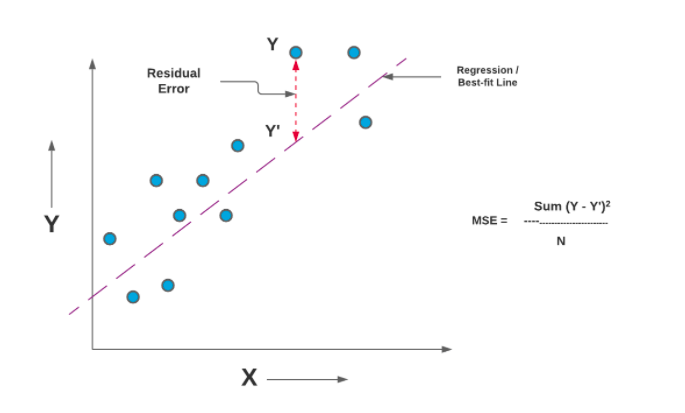 Y
Residual
Error
Regression /
Best-fit Line
Y'
Y
Sum (Y - Y')²
MSE = ----------------------
N
X